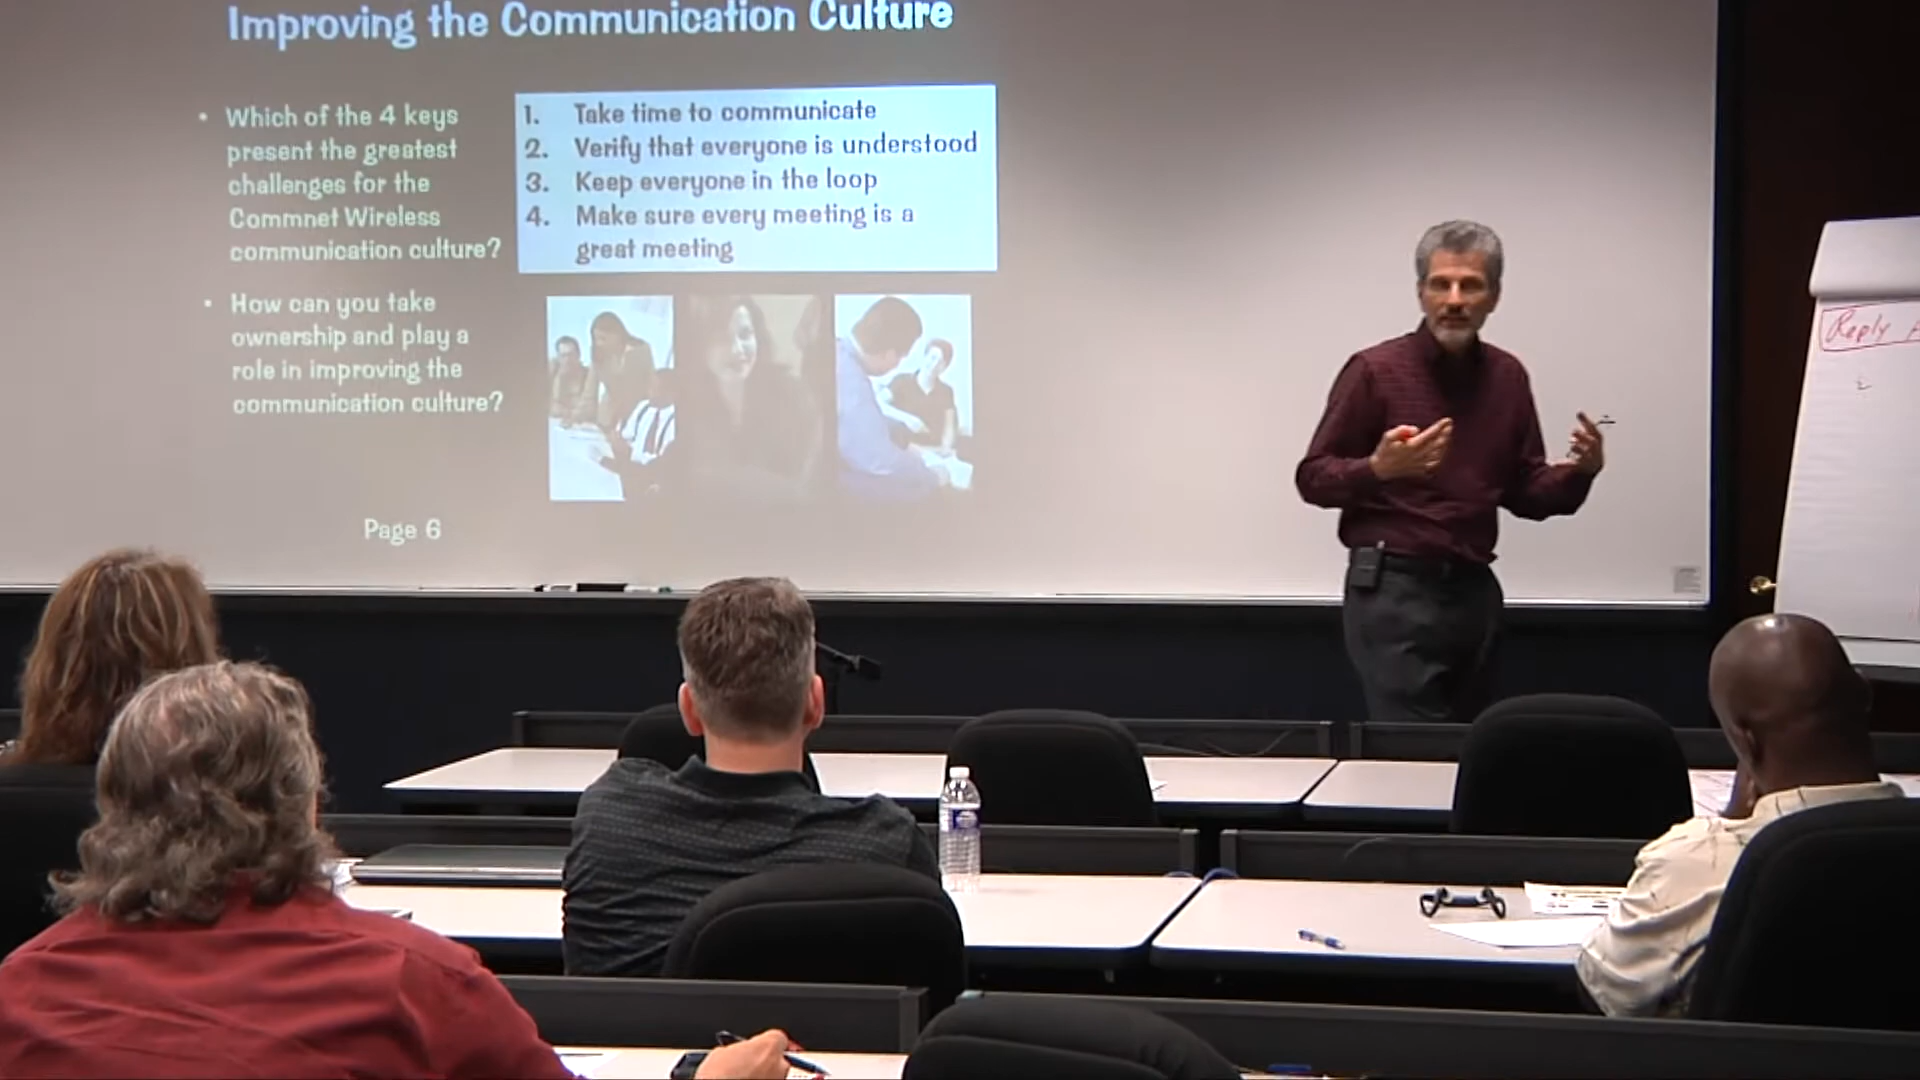 Improving the Communication Culture
• Which of the 4 keys
present the greatest
challenges for the
Commnet Wireless
communication culture?
• How can you take
ownership and play a
role in improving the
communication culture?
1. Take time to communicate
2. Verify that everyone is understood
3. Keep everyone in the loop
4. Make sure every meeting is a
great meeting
Page 6
Reply